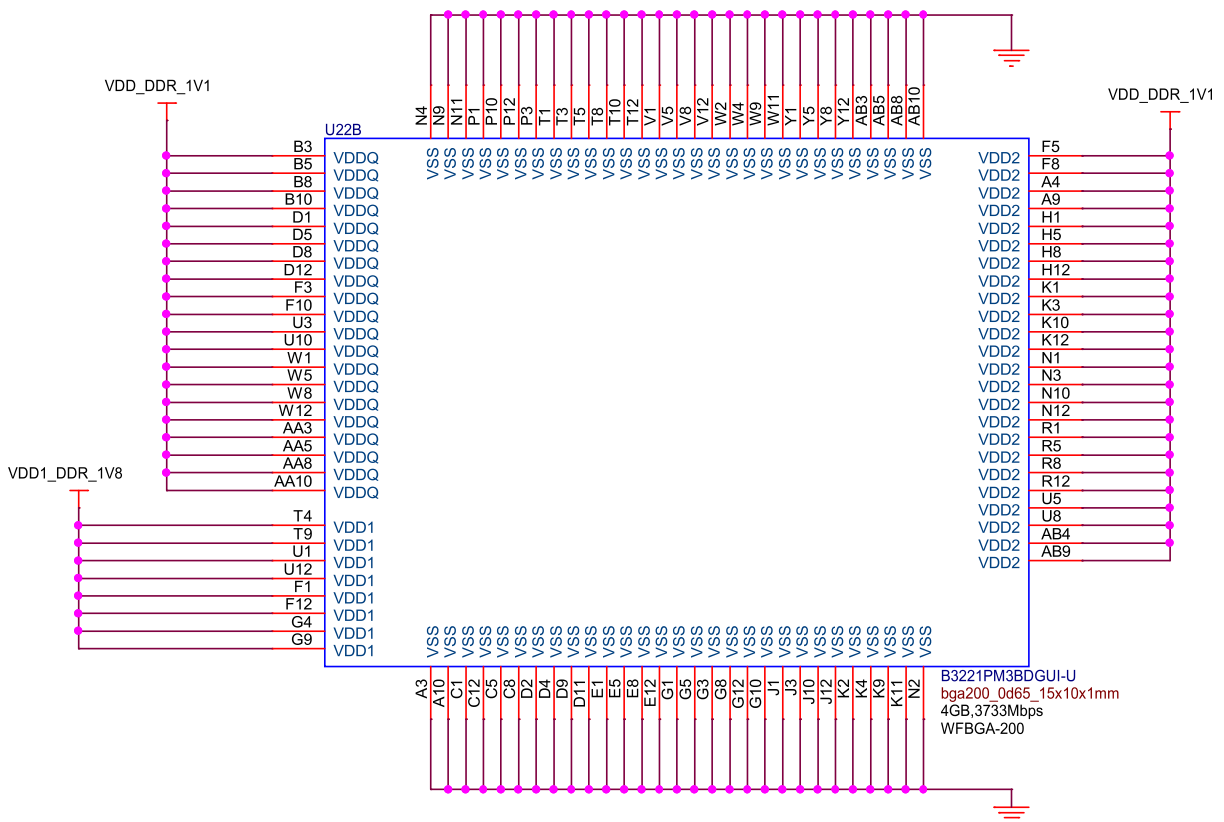 N4 N9 N11 P1 P10 P12 P3 T1 T3 T5 T8 T10 T12 V1 V5 V8 V12 W2 W4 W9 W11 Y1 Y5 Y8 Y12 AB3 AB5 AB8 AB10
VDD_DDR_1V1
VDD_DDR_1V1
U22B
VSS VSS VSS VSS VSS VSS VSS VSS VSS VSS VSS VSS VSS VSS VSS VSS VSS VSS VSS VSS VSS VSS VSS VSS VSS VSS VSS VSS VSS
B3 VDDQ VDD2 F5
B5 VDDQ VDD2 F8
B8 VDDQ VDD2 A4
B10 VDDQ VDD2 A9
D1 VDDQ VDD2 H1
D5 VDDQ VDD2 H5
D8 VDDQ VDD2 H8
D12 VDDQ VDD2 H12
F3 VDDQ VDD2 K1
F10 VDDQ VDD2 K3
U3 VDDQ VDD2 K10
U10 VDDQ VDD2 K12
W1 VDDQ VDD2 N1
W5 VDDQ VDD2 N3
W8 VDDQ VDD2 N10
W12 VDDQ VDD2 N12
AA3 VDDQ VDD2 R1
AA5 VDDQ VDD2 R5
AA8 VDDQ VDD2 R8
AA10 VDDQ VDD2 R12
VDD2 U5
VDD1_DDR_1V8
T4 VDD1 VDD2 U8
T9 VDD1 VDD2 AB4
U1 VDD1 VDD2 AB9
U12 VDD1
F1 VDD1
F12 VDD1
G4 VDD1
G9 VDD1
VSS VSS VSS VSS VSS VSS VSS VSS VSS VSS VSS VSS VSS VSS VSS VSS VSS VSS VSS VSS VSS VSS VSS VSS VSS VSS VSS VSS VSS
A3 A10 C1 C12 C5 C8 D2 D4 D9 D11 E1 E5 E8 E12 G1 G5 G3 G8 G12 G10 J1 J3 J10 J12 K2 K4 K9 K11 N2
B3221PM3BDGUI-U
bga200_0d65_15x10x1mm
4GB,3733Mbps
WFBGA-200